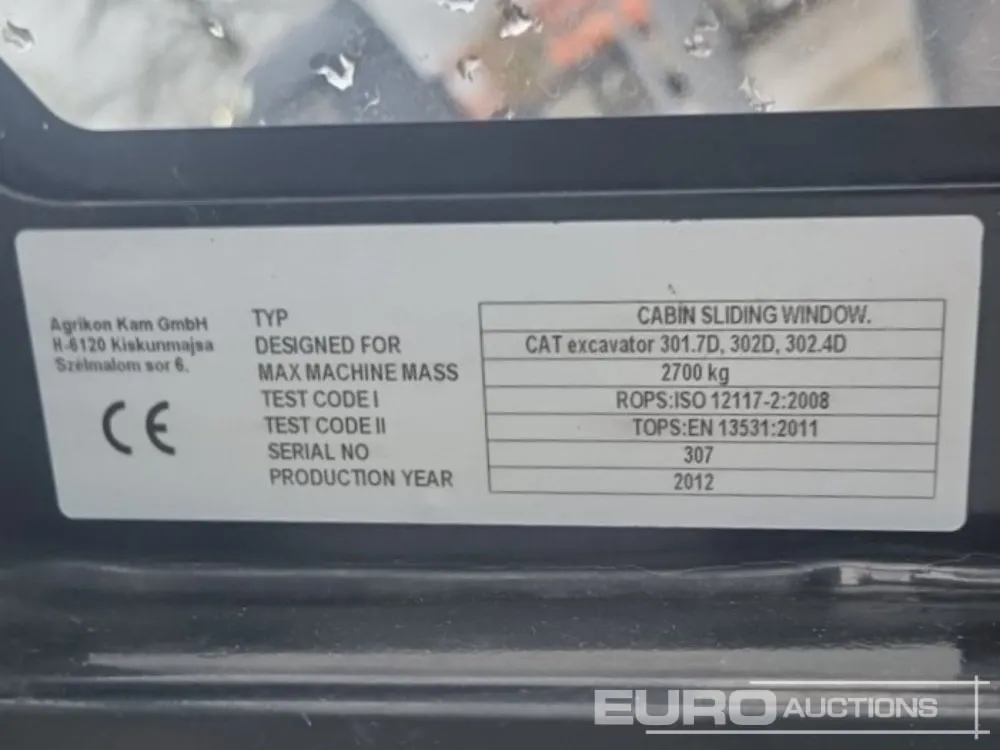 Agrikon Kam GmbH
H-6120 Kiskunmajsa
Szélmalom sor 6.
CE
TYP CABIN SLIDING WINDOW.
DESIGNED FOR CAT excavator 301.7D, 302D, 302.4D
MAX MACHINE MASS 2700 kg
TEST CODE I ROPS:ISO 12117-2:2008
TEST CODE II TOPS:EN 13531:2011
SERIAL NO 307
PRODUCTION YEAR 2012
EURO AUCTIONS